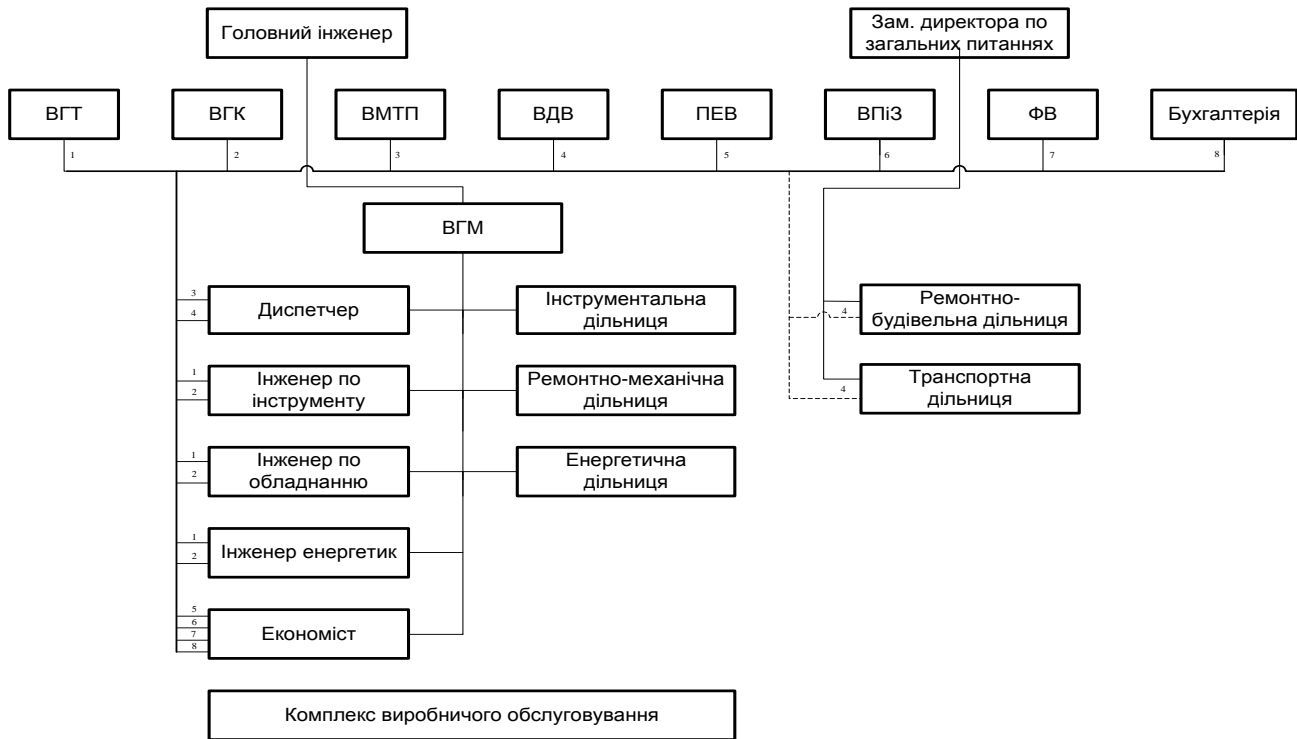 Головний інженер
Зам. директора по
загальних питаннях
ВГТ
ВГК
ВМТП
ВДВ
ПЕВ
ВПіЗ
ФВ
Бухгалтерія
1
2
3
4
5
6
7
8
ВГМ
3
4
Диспетчер
Інструментальна
дільниця
4
Ремонтно-
будівельна дільниця
1
2
Інженер по
інструменту
Ремонтно-механічна
дільниця
4
Транспортна
дільниця
1
2
Інженер по
обладнанню
Енергетична
дільниця
1
2
Інженер енергетик
5
6
7
8
Економіст
Комплекс виробничого обслуговування